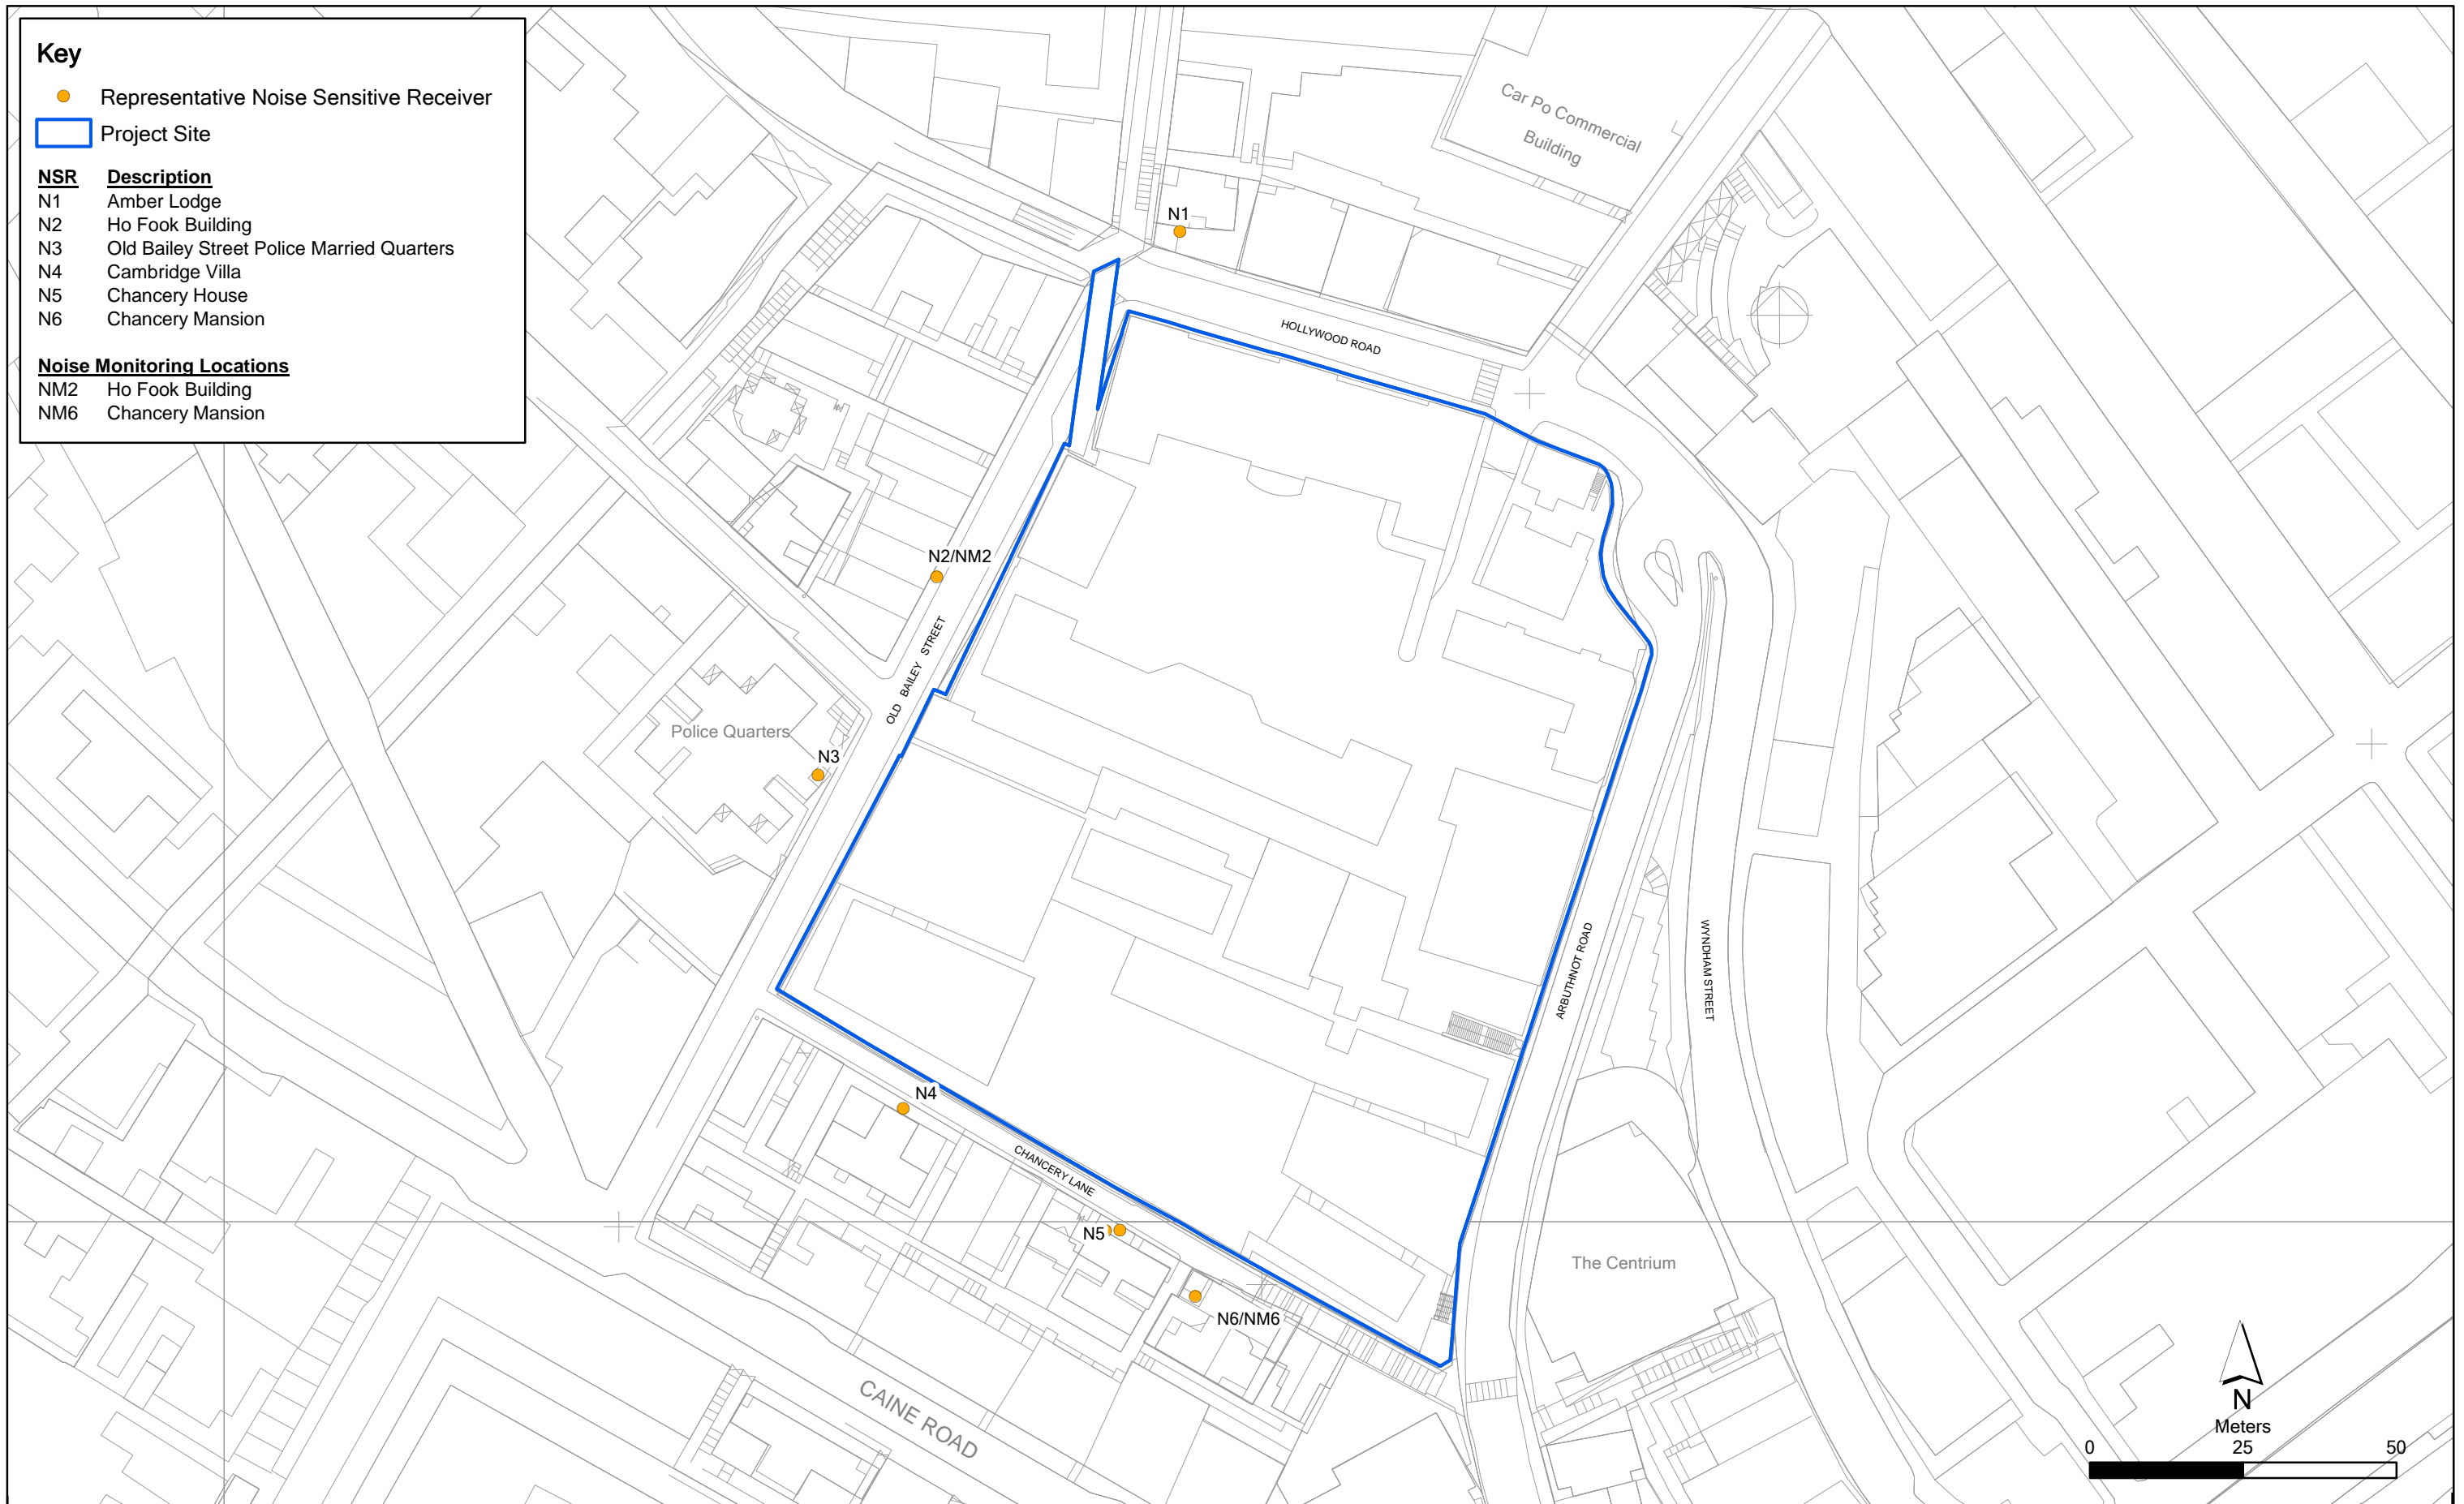 Key
Representative Noise Sensitive Receiver
Project Site
NSR Description
N1 Amber Lodge
N2 Ho Fook Building
N3 Old Bailey Street Police Married Quarters
N4 Cambridge Villa
N5 Chancery House
N6 Chancery Mansion
Noise Monitoring Locations
NM2 Ho Fook Building
NM6 Chancery Mansion
Car Po Commercial
Building
N1
HOLLYWOOD ROAD
N2/NM2
OLD BAILEY STREET
Police Quarters
N3
WYNDHAM STREET
ARBUTHNOT ROAD
N4
CHANCERY LANE
N5
The Centrium
N6/NM6
CAINE ROAD
N
Meters
0 25 50